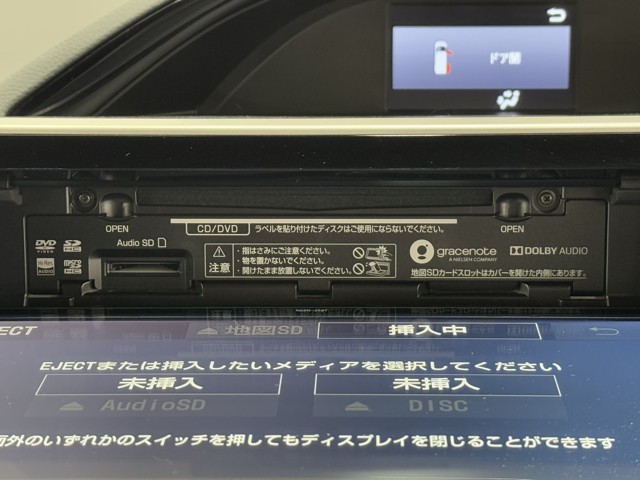 ドア開
OPEN
OPEN
CD/DVD ラベルを貼り付けたディスクはご使用にならないでください。
DVD
VIDEO
Hi-Res
AUDIO
Audio SD
注意
・指はさみにご注意ください。
・物を置かないでください。
・開けたまま放置しないでください。
gracenote
A NIELSEN COMPANY
DOLBY AUDIO
地図SDカードスロットはカバーを開けた内側にあります。
地図SD 挿入中
EJECTまたは挿入したいメディアを選択してください
未挿入 未挿入
AudioSD DISC
のいずれかのスイッチを押してもディスプレイを閉じることができます